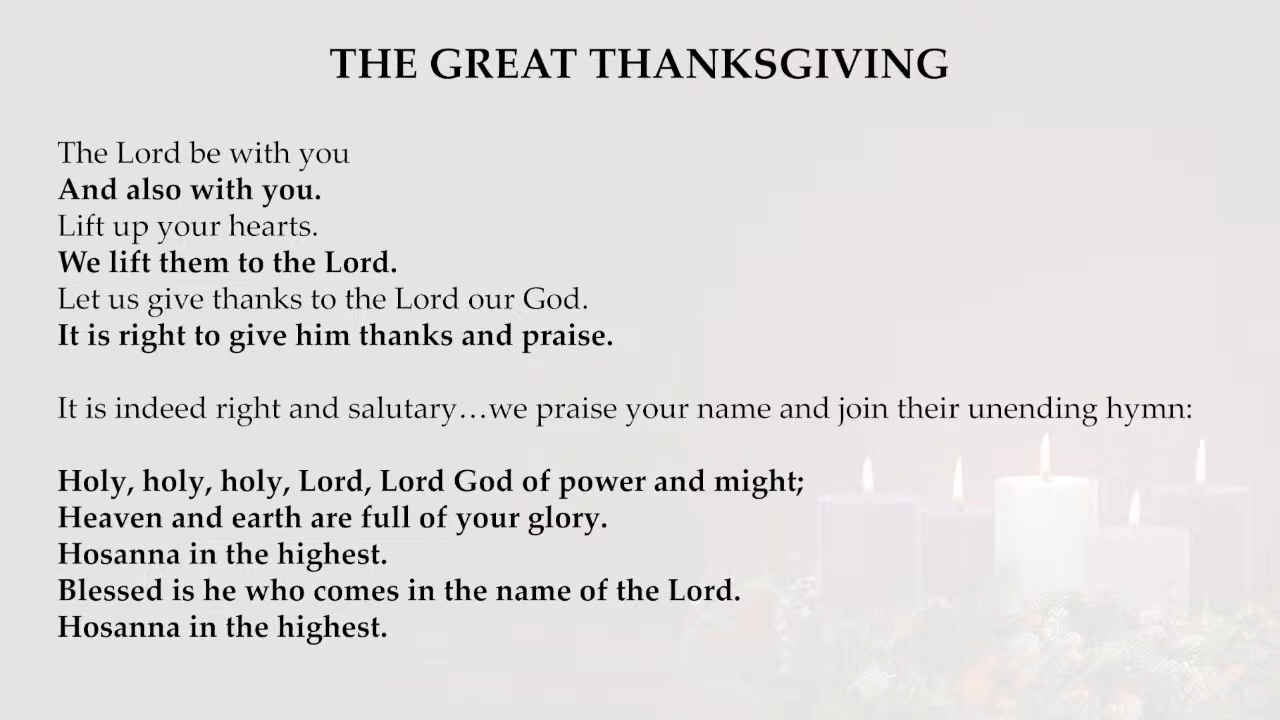 THE GREAT THANKSGIVING
The Lord be with you
And also with you.
Lift up your hearts.
We lift them to the Lord.
Let us give thanks to the Lord our God.
It is right to give him thanks and praise.
It is indeed right and salutary…we praise your name and join their unending hymn:
Holy, holy, holy, Lord, Lord God of power and might;
Heaven and earth are full of your glory.
Hosanna in the highest.
Blessed is he who comes in the name of the Lord.
Hosanna in the highest.